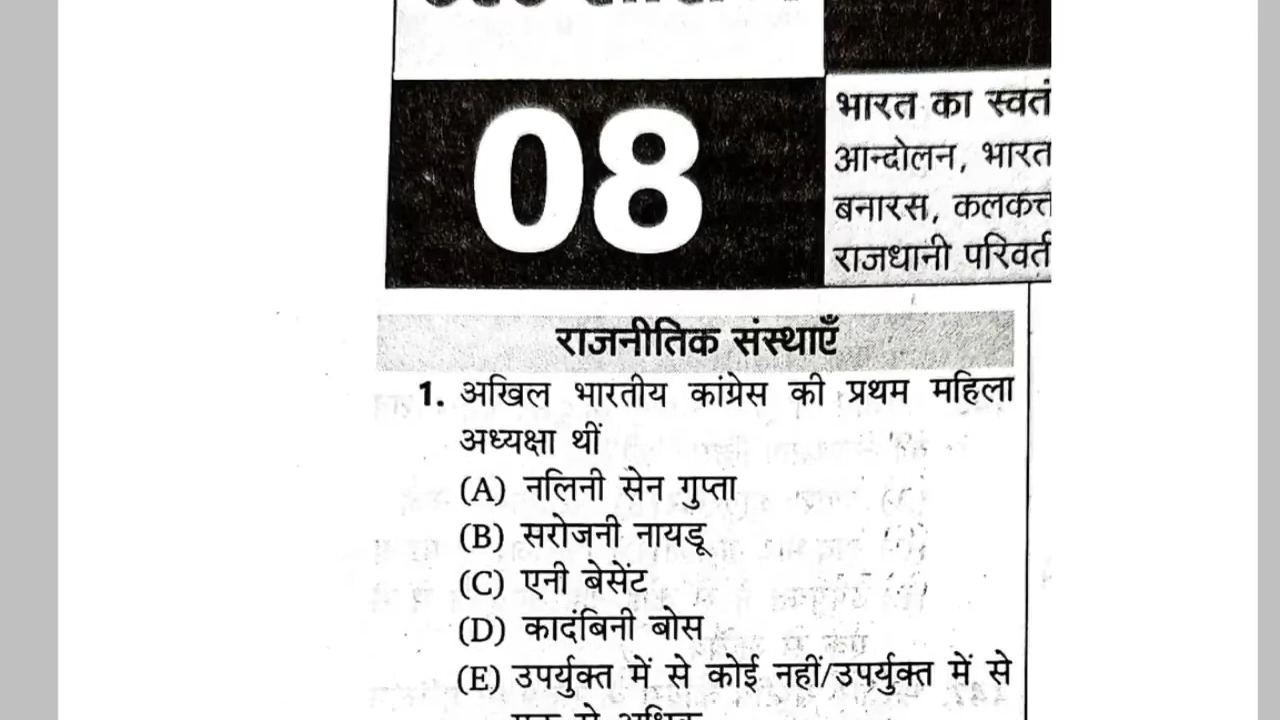 08
भारत का स्वतं
आन्दोलन, भारत
बनारस, कलकत्त
राजधानी परिवर्त
राजनीतिक संस्थाएँ
1. अखिल भारतीय कांग्रेस की प्रथम महिला
अध्यक्षा थीं
(A) नलिनी सेन गुप्ता
(B) सरोजनी नायडू
(C) एनी बेसेंट
(D) कादंबिनी बोस
(E) उपर्युक्त में से कोई नहीं/उपर्युक्त में से